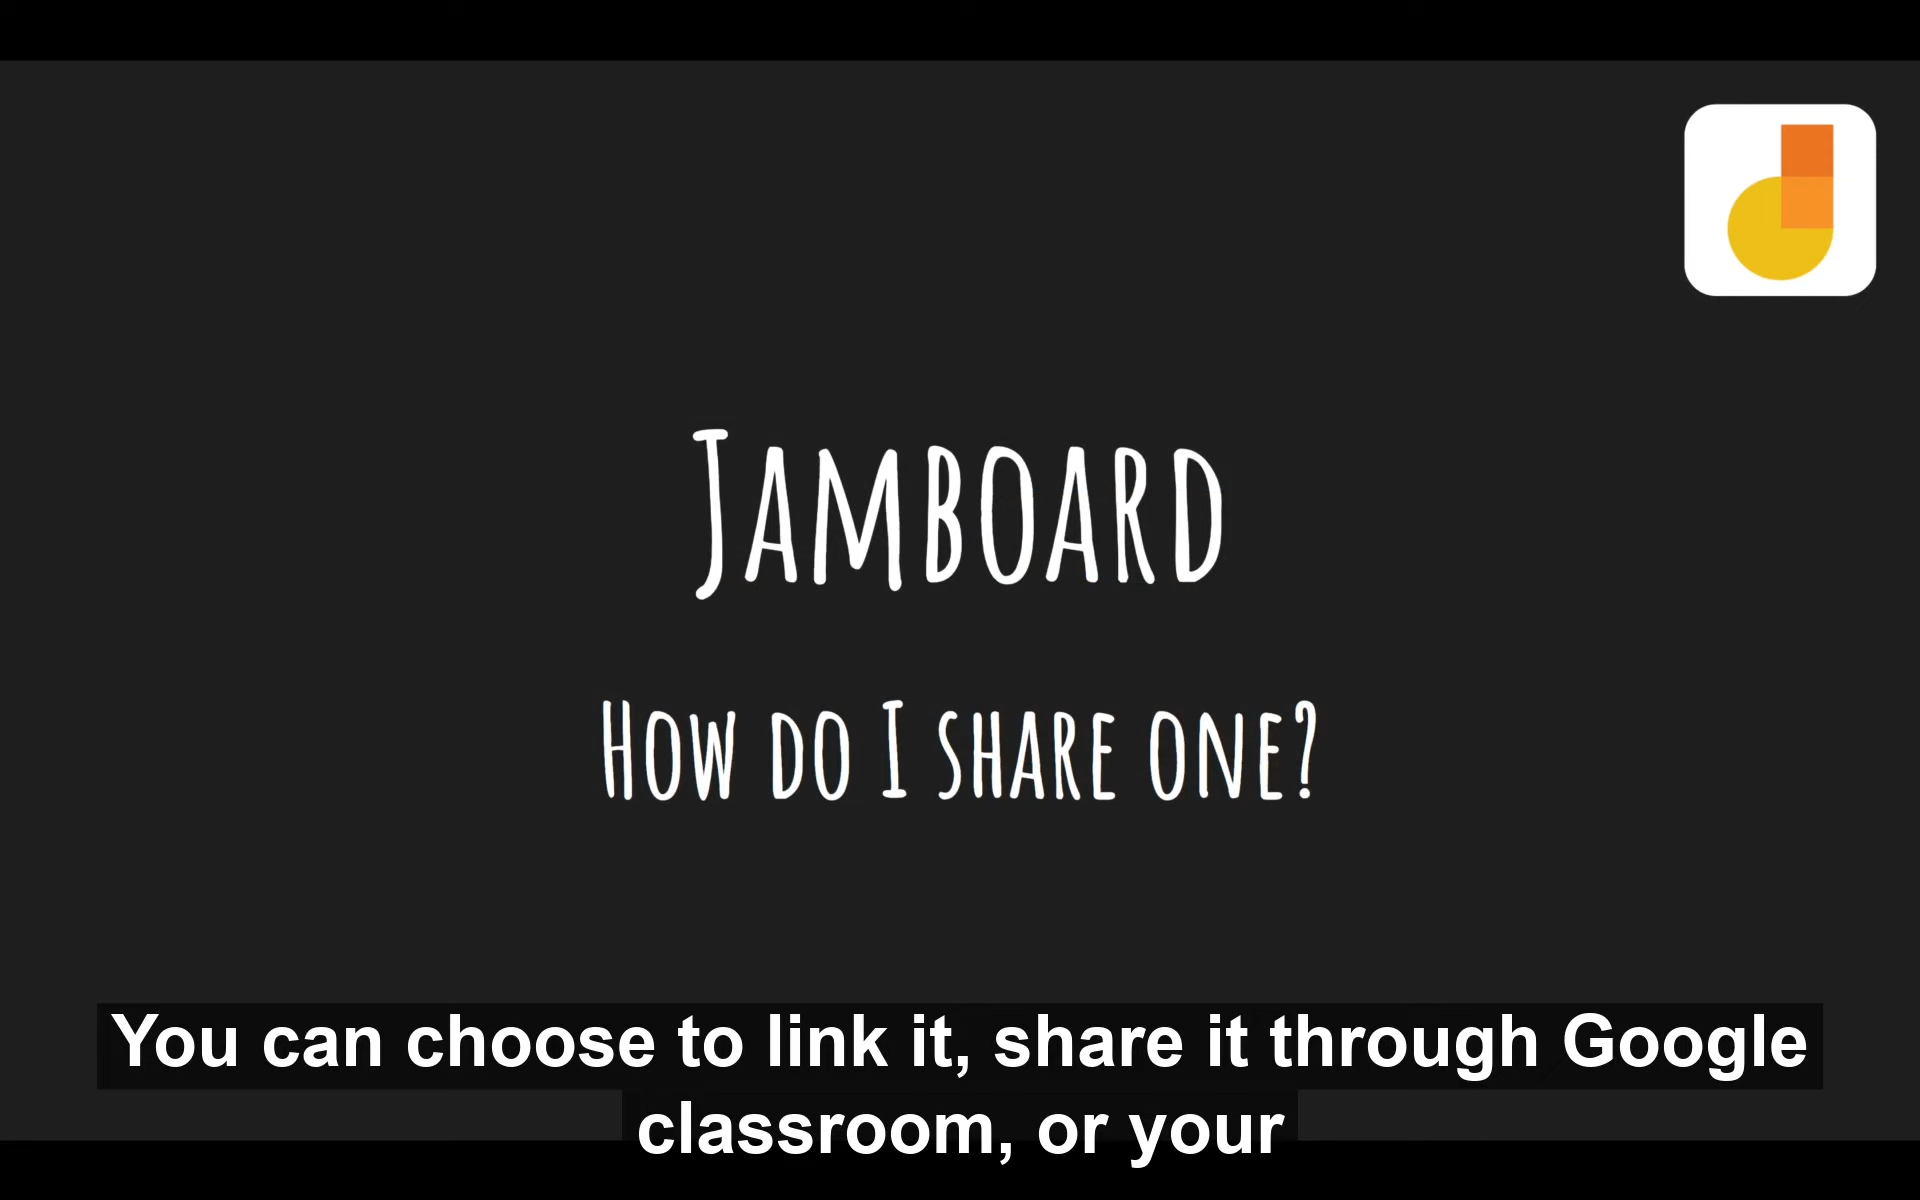 Jamboard
How do I share one?
You can choose to link it, share it through Google
classroom, or your